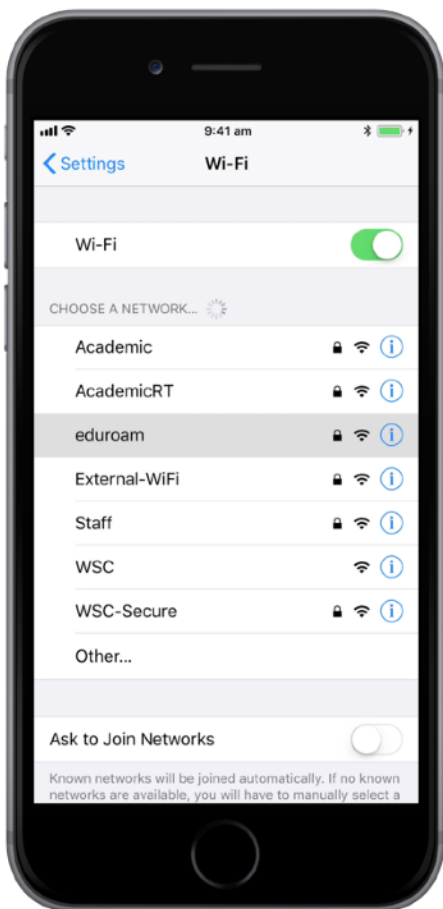 9:41 am
Settings
Wi-Fi
Wi-Fi
CHOOSE A NETWORK...
Academic
AcademicRT
eduroam
External-WiFi
Staff
WSC
WSC-Secure
Other...
Ask to Join Networks
Known networks will be joined automatically. If no known
networks are available, you will have to manually select a